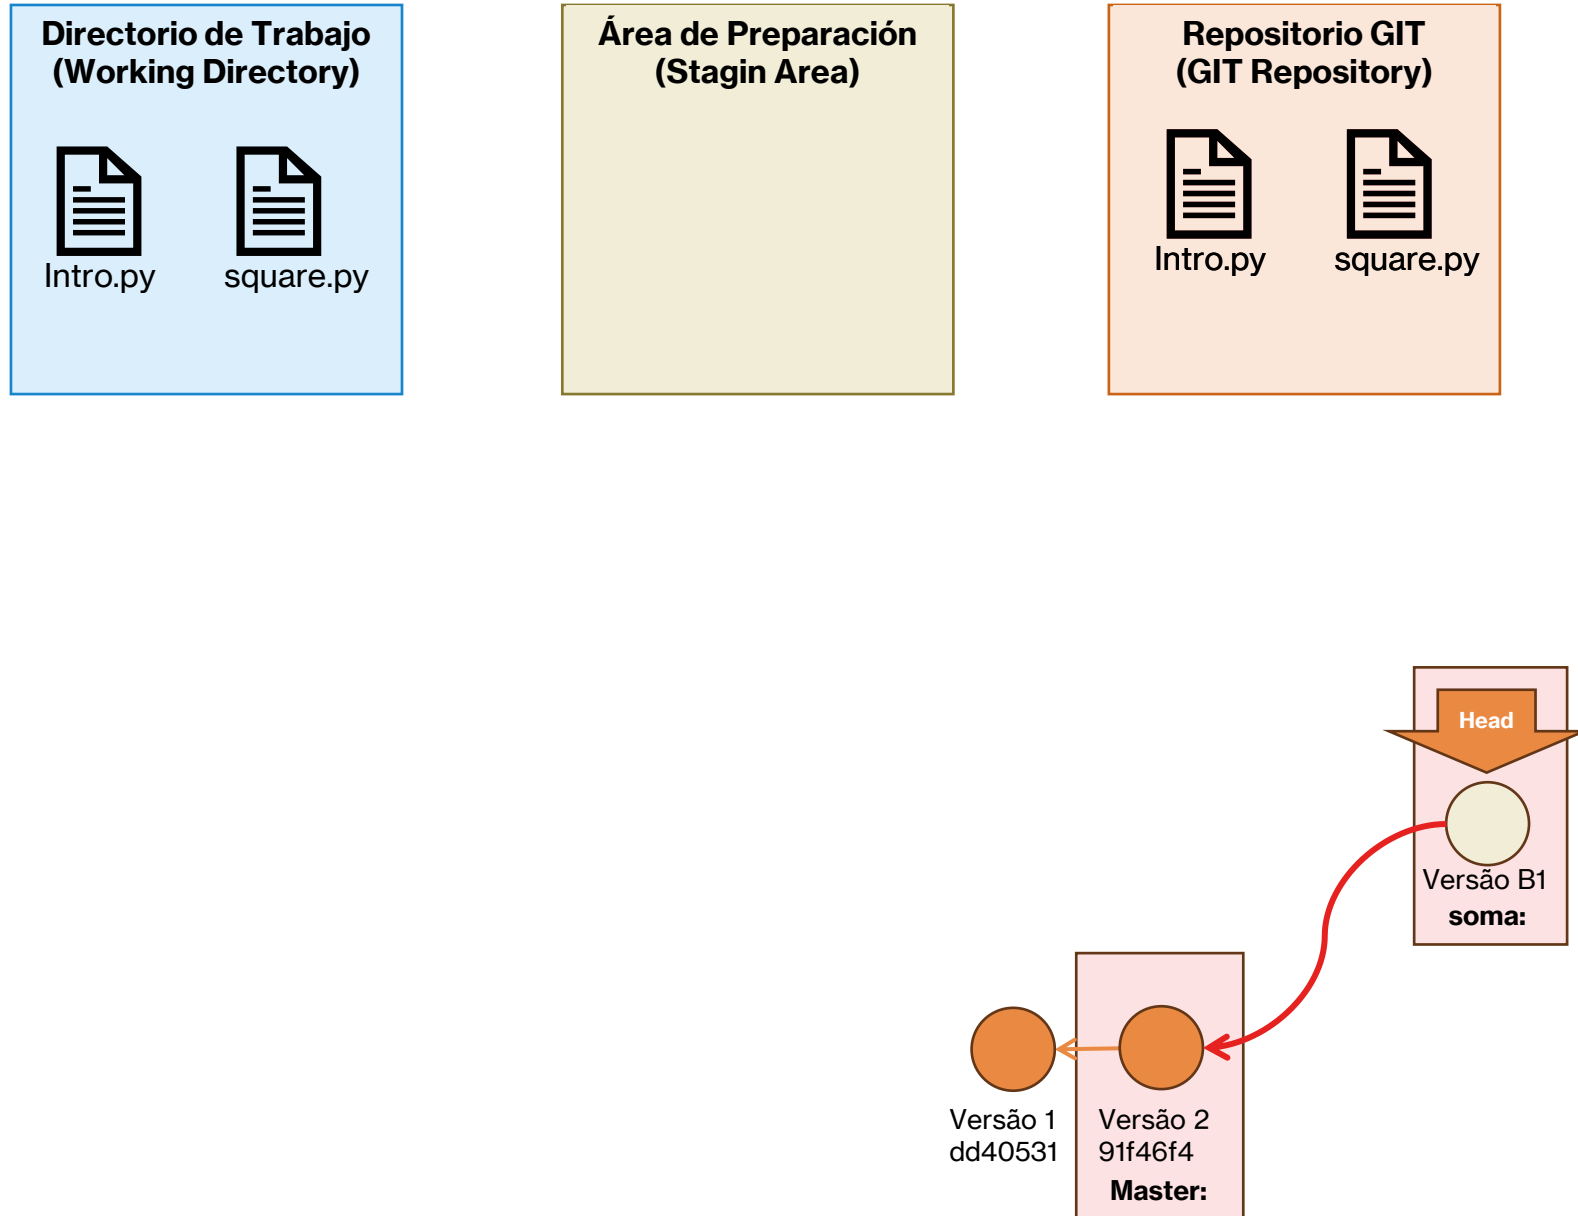 Directorio de Trabajo
(Working Directory)
Intro.py
square.py
Área de Preparación
(Stagin Area)
Repositorio GIT
(GIT Repository)
Intro.py
square.py
Head
Versão B1
soma:
Versão 1
dd40531
Versão 2
91f46f4
Master: